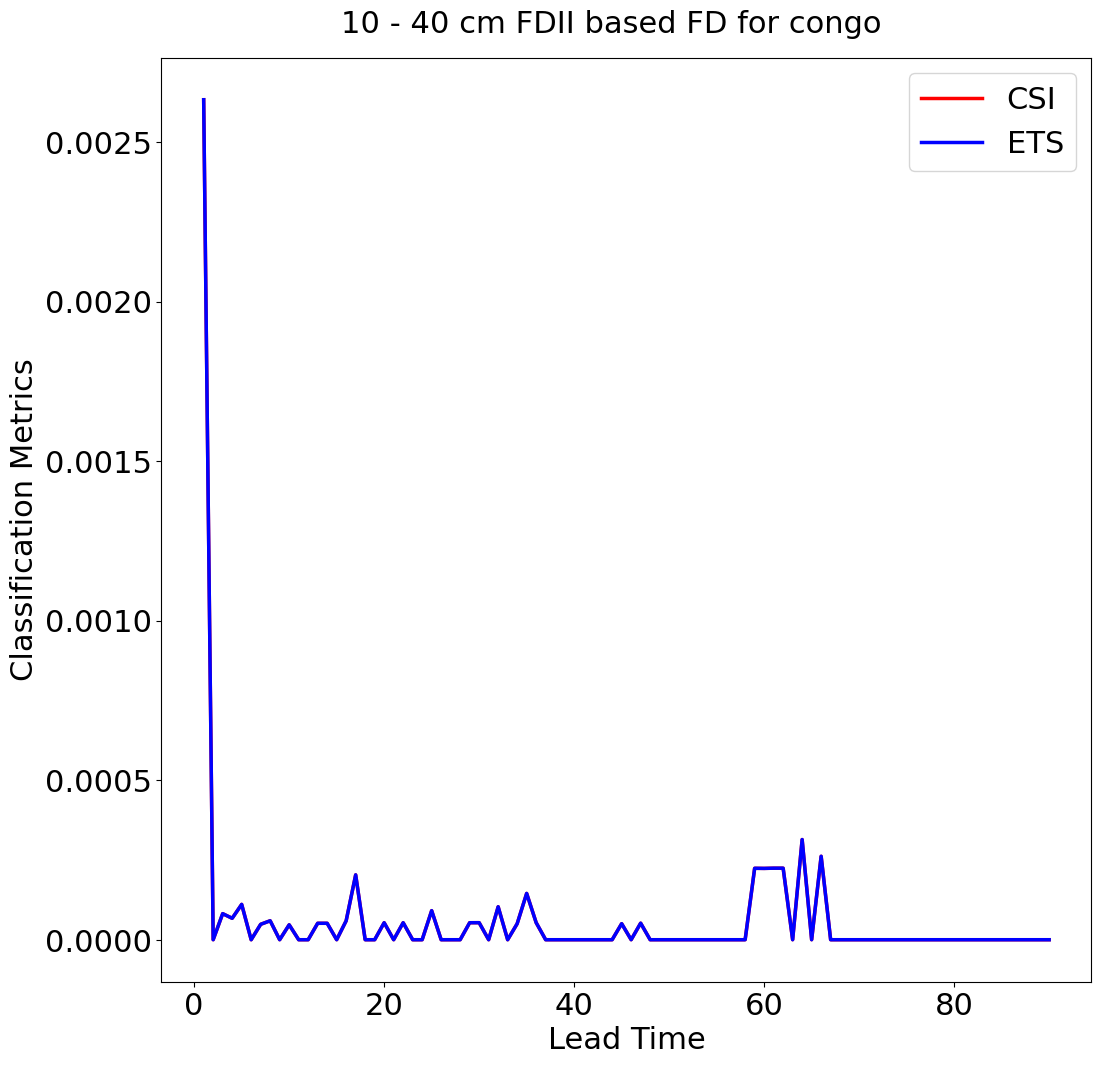 10 - 40 cm FDII based FD for congo
CSI
ETS
Classification Metrics
0.0025
0.0020
0.0015
0.0010
0.0005
0.0000
0 20 40 60 80
Lead Time